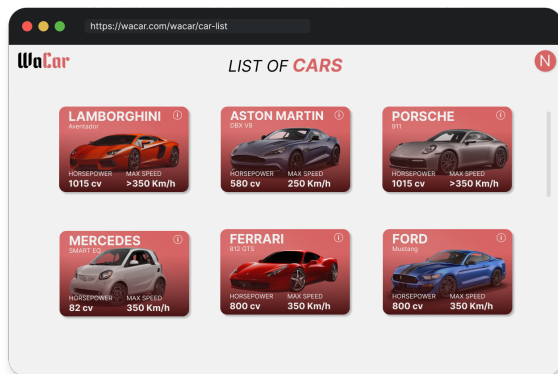 https://wacar.com/wacar/car-list
WaCar
LIST OF CARS
N
LAMBORGHINI
Aventador
HORSEPOWER MAX SPEED
1015 cv >350 Km/h
ASTON MARTIN
DBX V8
HORSEPOWER MAX SPEED
580 cv 250 Km/h
PORSCHE
911
HORSEPOWER MAX SPEED
1015 cv >350 Km/h
MERCEDES
SMART EQ
HORSEPOWER MAX SPEED
82 cv 350 Km/h
FERRARI
812 GTS
HORSEPOWER MAX SPEED
800 cv 350 Km/h
FORD
Mustang
HORSEPOWER MAX SPEED
800 cv 350 Km/h